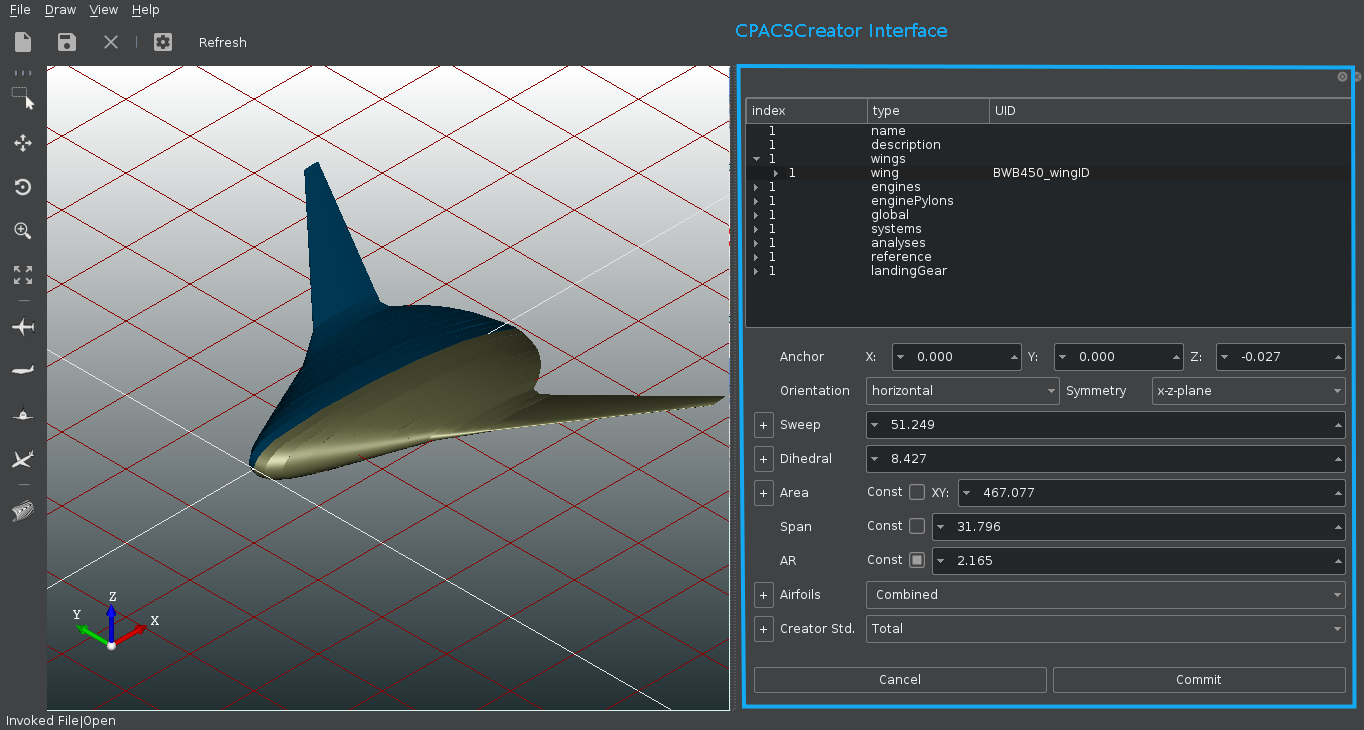 File Draw View Help
Refresh
CPACSCreator Interface
index type UID
1 name
1 description
1 wings
1 wing BWB450_wingID
1 engines
1 enginePylons
1 global
1 systems
1 analyses
1 reference
1 landingGear
Anchor X: 0.000 Y: 0.000 Z: -0.027
Orientation horizontal Symmetry x-z-plane
+ Sweep 51.249
+ Dihedral 8.427
+ Area Const XY: 467.077
Span Const 31.796
AR Const 2.165
+ Airfoils Combined
+ Creator Std. Total
Cancel Commit
Z
Y
X
Invoked File|Open